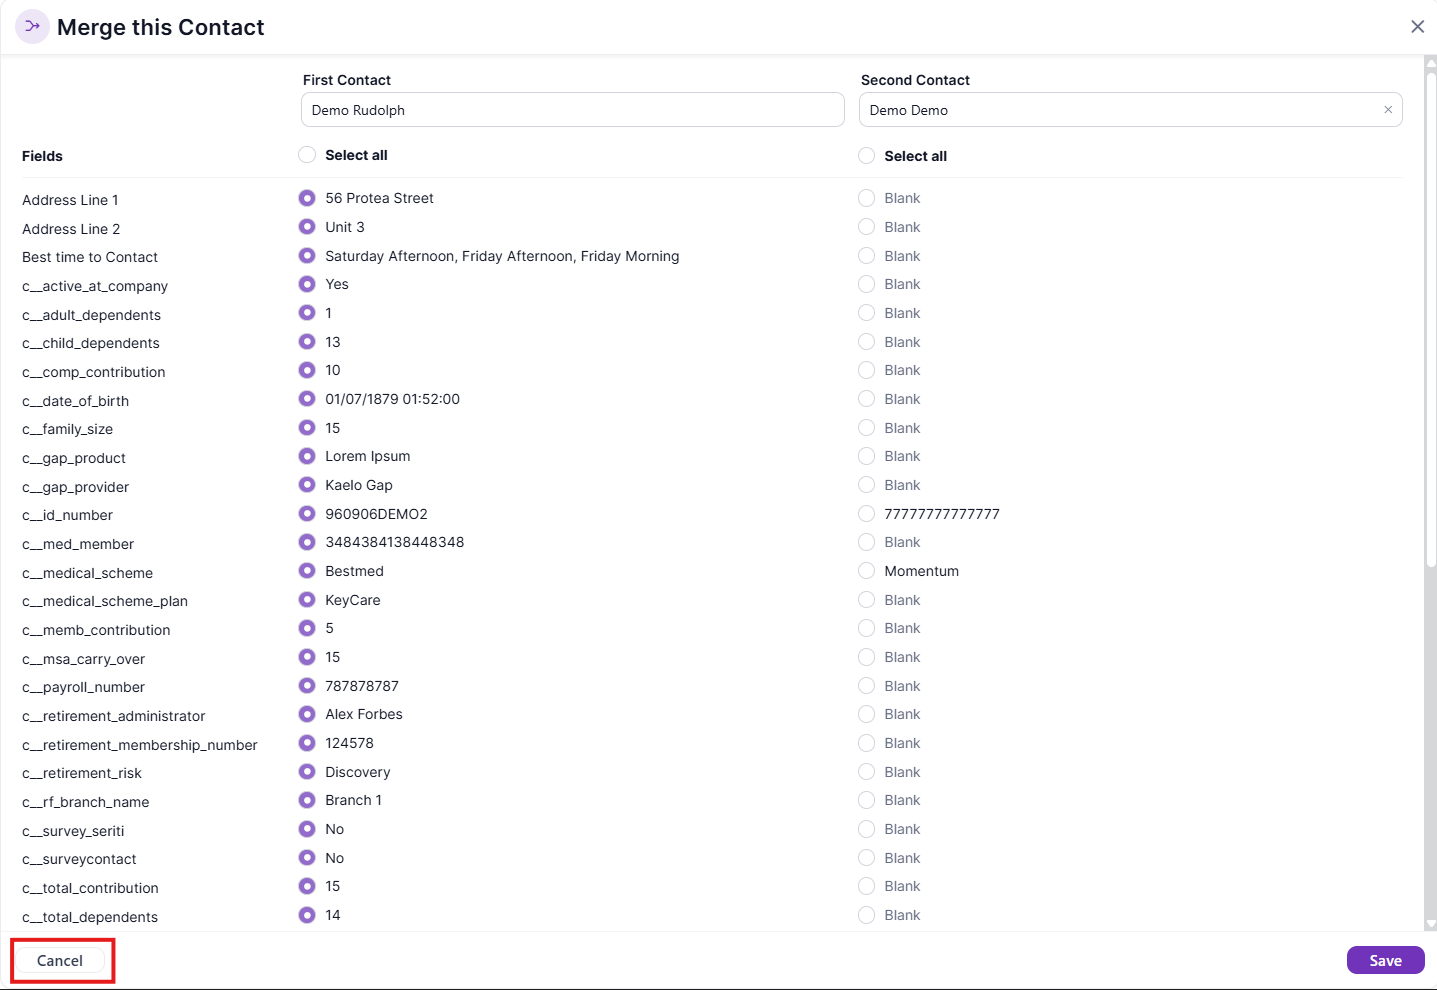 Merge this Contact
First Contact Second Contact
Demo Rudolph Demo Demo
Fields Select all Select all
Address Line 1 56 Protea Street Blank
Address Line 2 Unit 3 Blank
Best time to Contact Saturday Afternoon, Friday Afternoon, Friday Morning Blank
c__active_at_company Yes Blank
c__adult_dependents 1 Blank
c__child_dependents 13 Blank
c__comp_contribution 10 Blank
c__date_of_birth 01/07/1879 01:52:00 Blank
c__family_size 15 Blank
c__gap_product Lorem Ipsum Blank
c__gap_provider Kaelo Gap Blank
c__id_number 960906DEMO2 77777777777777
c__med_member 3484384138448348 Blank
c__medical_scheme Bestmed Momentum
c__medical_scheme_plan KeyCare Blank
c__memb_contribution 5 Blank
c__msa_carry_over 15 Blank
c__payroll_number 787878787 Blank
c__retirement_administrator Alex Forbes Blank
c__retirement_membership_number 124578 Blank
c__retirement_risk Discovery Blank
c__rf_branch_name Branch 1 Blank
c__survey_seriti No Blank
c__surveycontact No Blank
c__total_contribution 15 Blank
c__total_dependents 14 Blank
Cancel Save